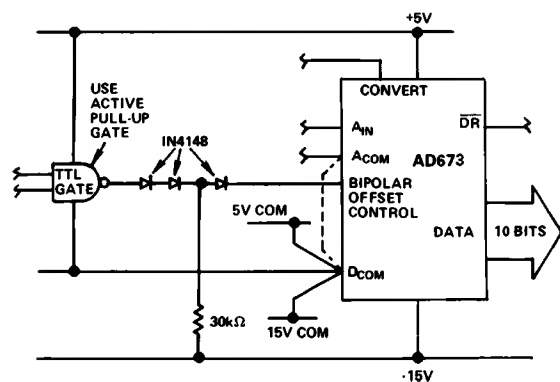 +5V
USE
ACTIVE
PULL-UP
GATE
CONVERT
IN4148
AIN
DR
ACOM
AD673
TTL
GATE
BIPOLAR
OFFSET
CONTROL
5V COM
DATA
10 BITS
DCOM
30kΩ
15V COM
-15V